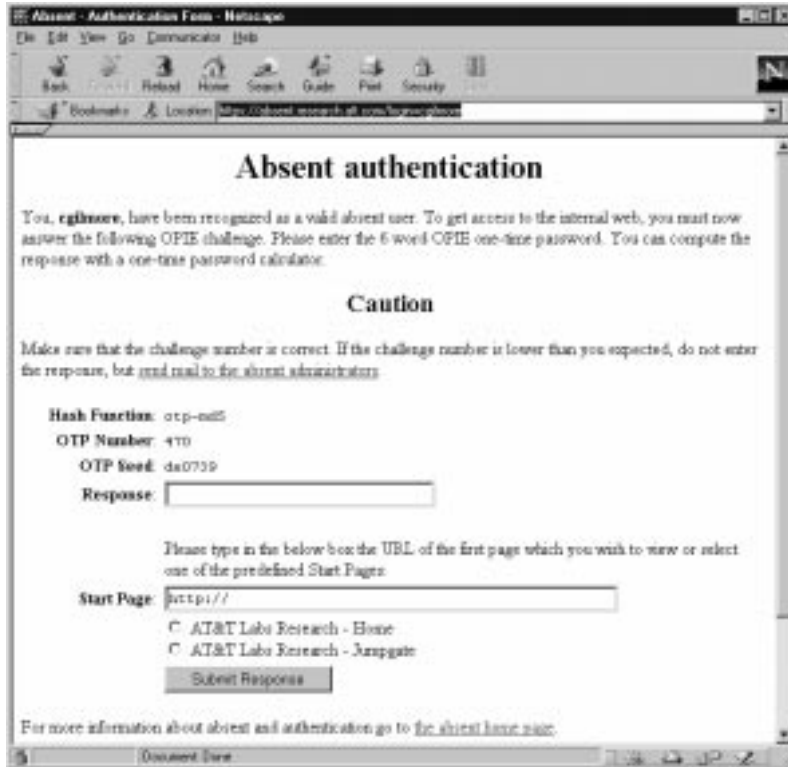 Absent - Authentication Form - Netscape
File Edit View Go Communicator Help
Back Forward Reload Home Search Guide Print Security
Bookmarks Location:
Absent authentication
You, cgilmore, have been recognized as a valid absent user. To get access to the internal web, you must now
answer the following OPIE challenge. Please enter the 6 word OPIE one-time password. You can compute the
response with a one-time password calculator.
Caution
Make sure that the challenge number is correct. If the challenge number is lower than you expected, do not enter
the response, but send mail to the absent administrators.
Hash Function: otp-md5
OTP Number: 470
OTP Seed: da0739
Response:
Please type in the below box the URL of the first page which you wish to view or select
one of the predefined Start Pages:
Start Page: http://
AT&T Labs Research - Home
AT&T Labs Research - Jumpgate
Submit Response
For more information about absent and authentication go to the absent home page.
Document: Done